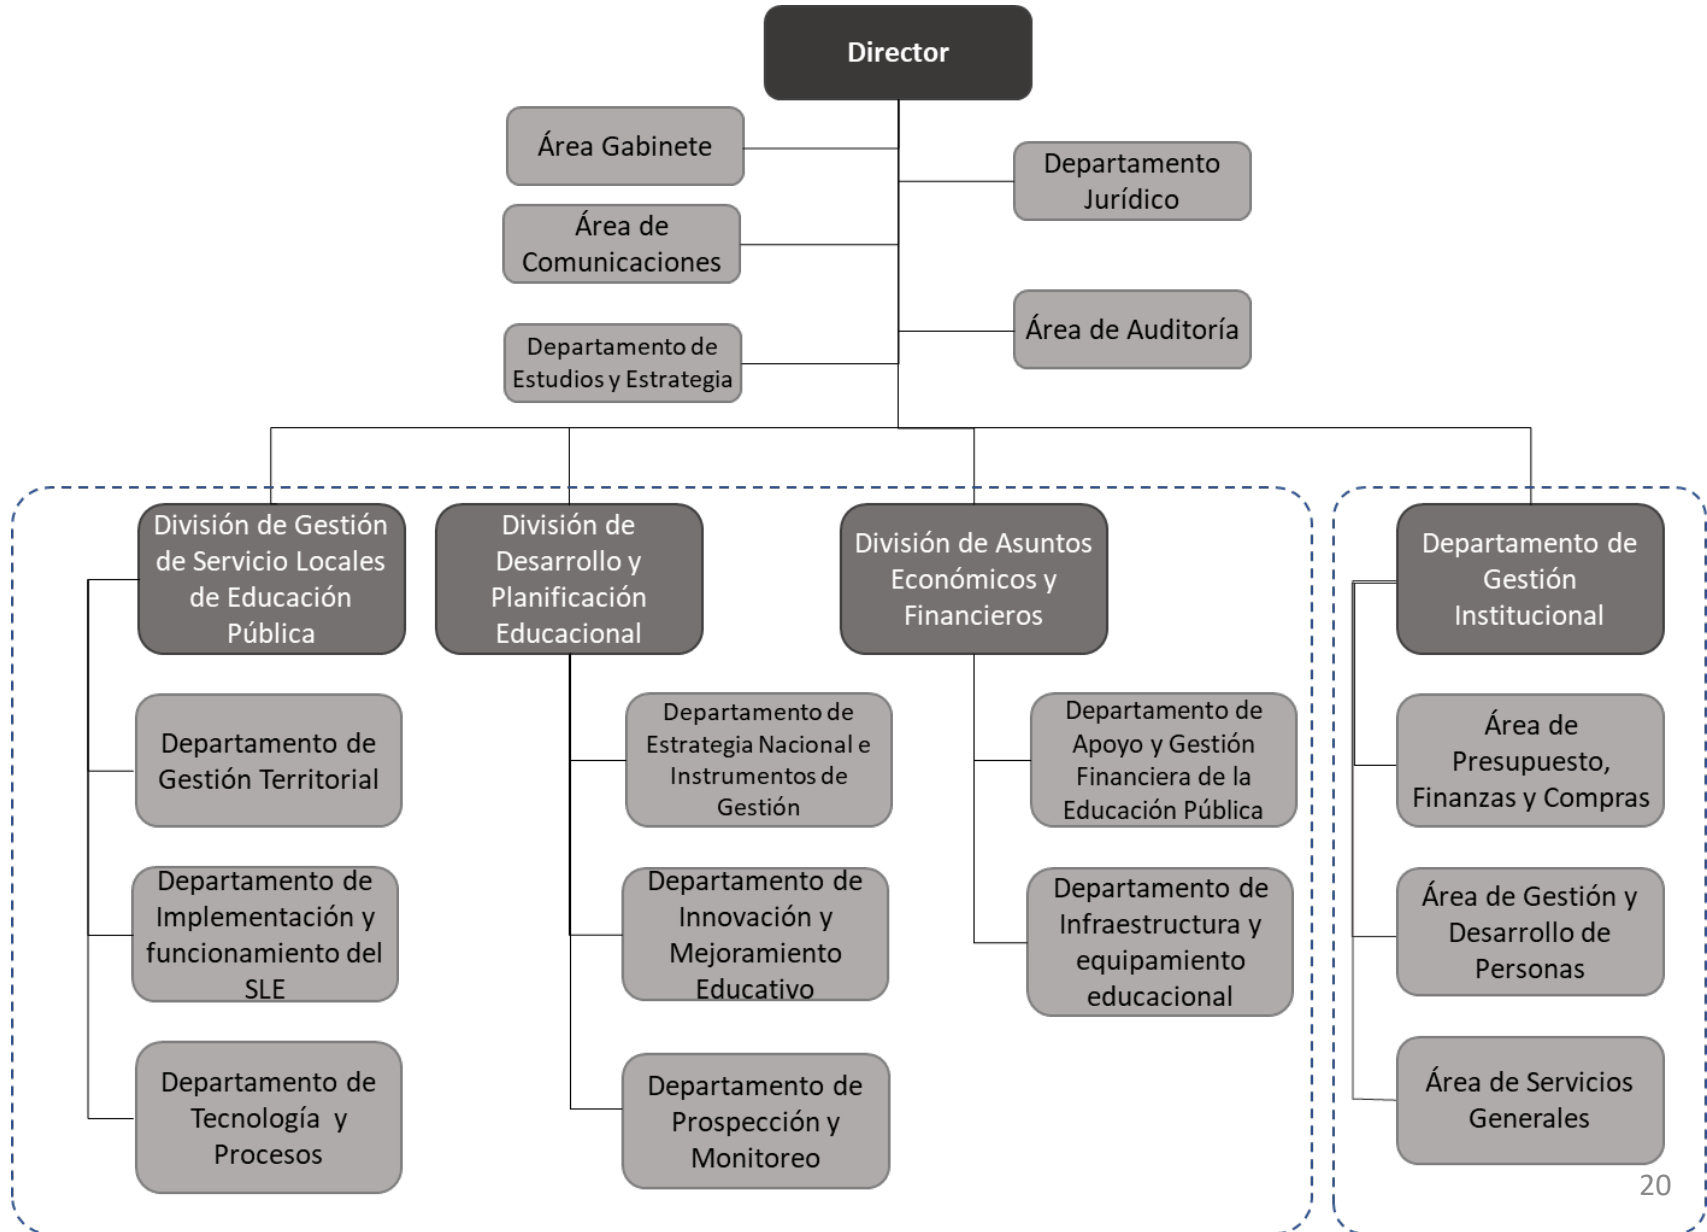 Director
Área Gabinete
Departamento
Jurídico
Área de
Comunicaciones
Área de Auditoría
Departamento de
Estudios y Estrategia
División de Gestión
de Servicio Locales
de Educación
Pública
División de
Desarrollo y
Planificación
Educacional
División de Asuntos
Económicos y
Financieros
Departamento de
Gestión
Institucional
Departamento de
Gestión Territorial
Departamento de
Estrategia Nacional e
Instrumentos de
Gestión
Departamento de
Apoyo y Gestión
Financiera de la
Educación Pública
Área de
Presupuesto,
Finanzas y Compras
Departamento de
Implementación y
funcionamiento del
SLE
Departamento de
Innovación y
Mejoramiento
Educativo
Departamento de
Infraestructura y
equipamiento
educacional
Área de Gestión y
Desarrollo de
Personas
Departamento de
Tecnología y
Procesos
Departamento de
Prospección y
Monitoreo
Área de Servicios
Generales
20